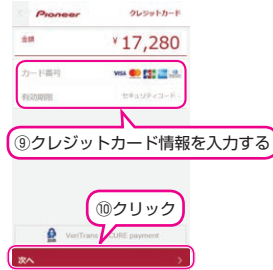 Pioneer クレジットカード
金額 ¥ 17,280
カード番号 VISA
有効期限 セキュリティコード
⑨クレジットカード情報を入力する
⑩クリック
VeriTrans SECURE payment
次へ